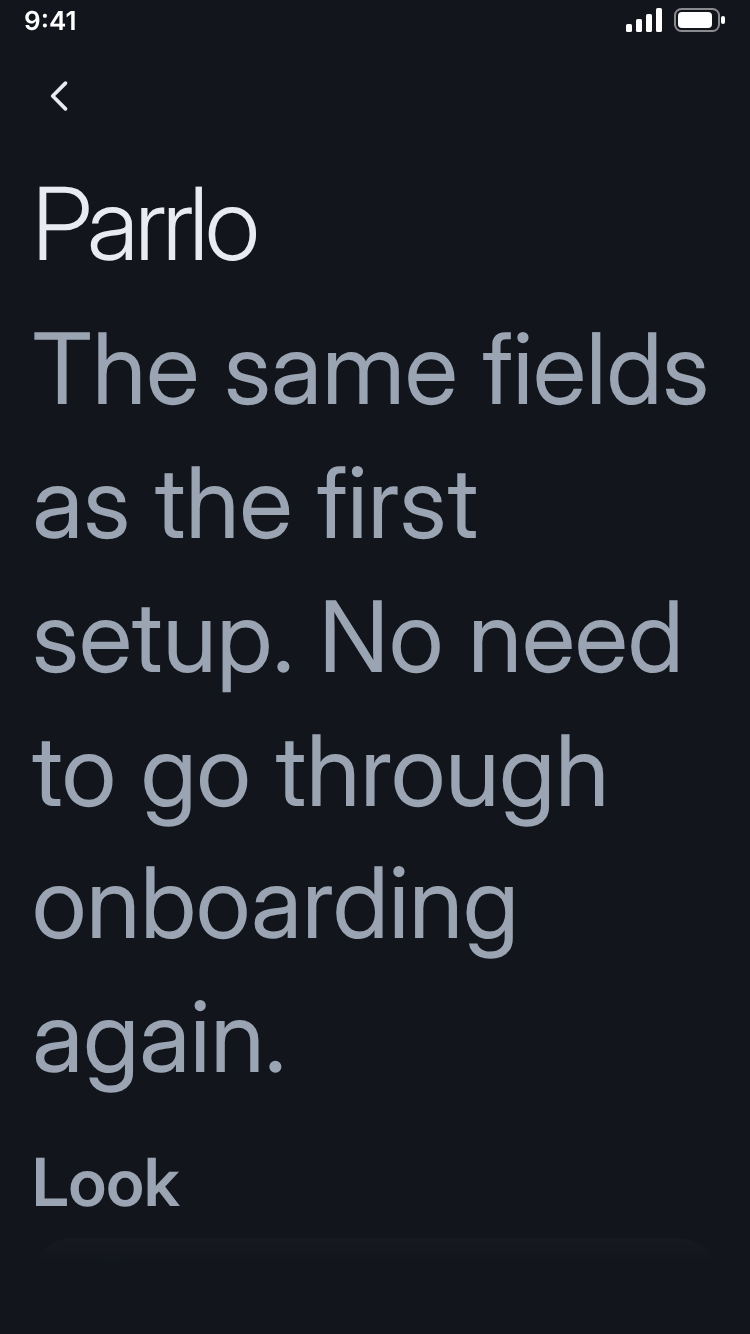 9:41
Parrlo
The same fields
as the first
setup. No need
to go through
onboarding
again.
Look